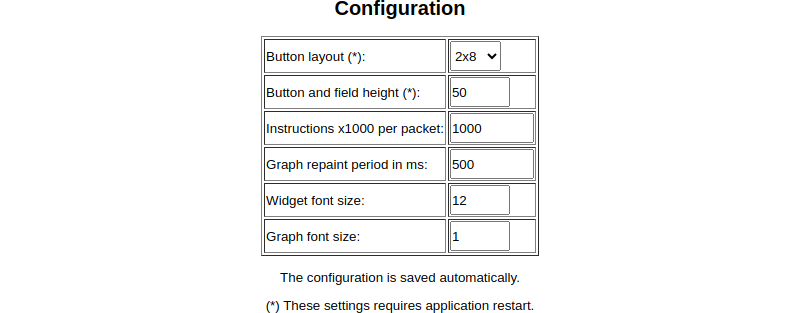 Configuration
Button layout (*): 2x8
Button and field height (*): 50
Instructions x1000 per packet: 1000
Graph repaint period in ms: 500
Widget font size: 12
Graph font size: 1
The configuration is saved automatically.
(*) These settings requires application restart.